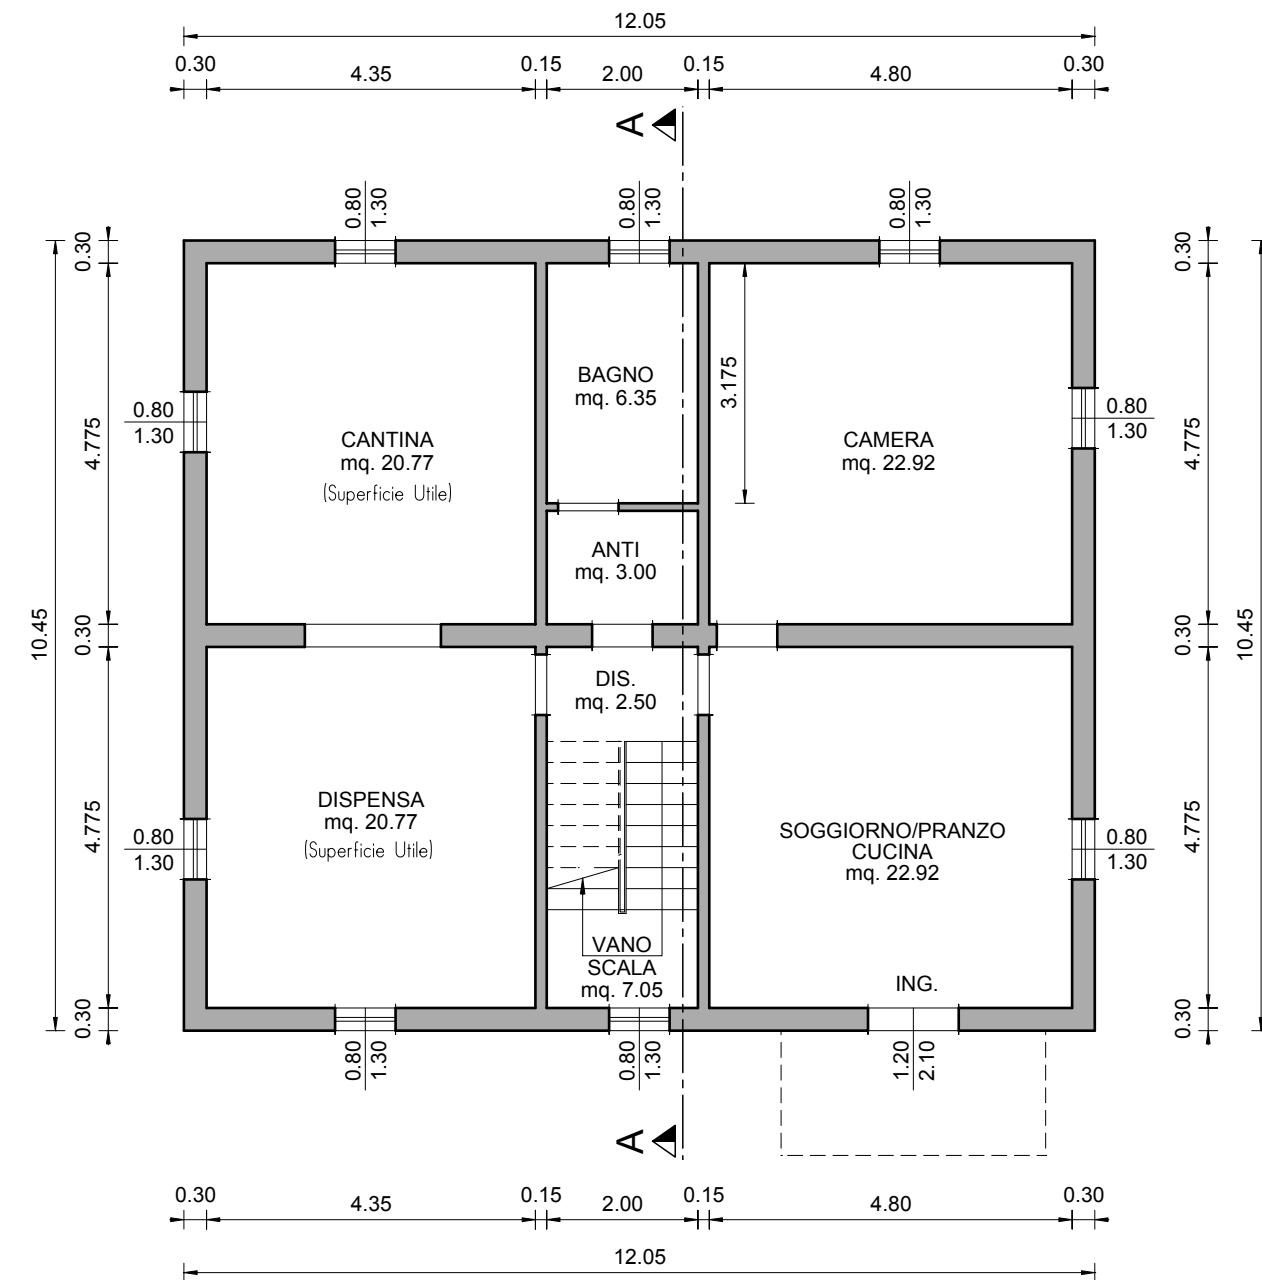 12.05
0.30 4.35 0.15 2.00 0.15 4.80 0.30
A
0.80 1.30
0.80 1.30
0.80 1.30
0.30
0.30
BAGNO
mq. 6.35
3.175
0.80
1.30
4.775
CANTINA
mq. 20.77
(Superficie Utile)
CAMERA
mq. 22.92
0.80
1.30
4.775
ANTI
mq. 3.00
10.45
0.30
0.30
10.45
DIS.
mq. 2.50
DISPENSA
mq. 20.77
(Superficie Utile)
0.80
1.30
4.775
SOGGIORNO/PRANZO
CUCINA
mq. 22.92
0.80
1.30
4.775
VANO
SCALA
mq. 7.05
ING.
0.30
0.30
0.80 1.30
0.80 1.30
1.20 2.10
A
0.30 4.35 0.15 2.00 0.15 4.80 0.30
12.05